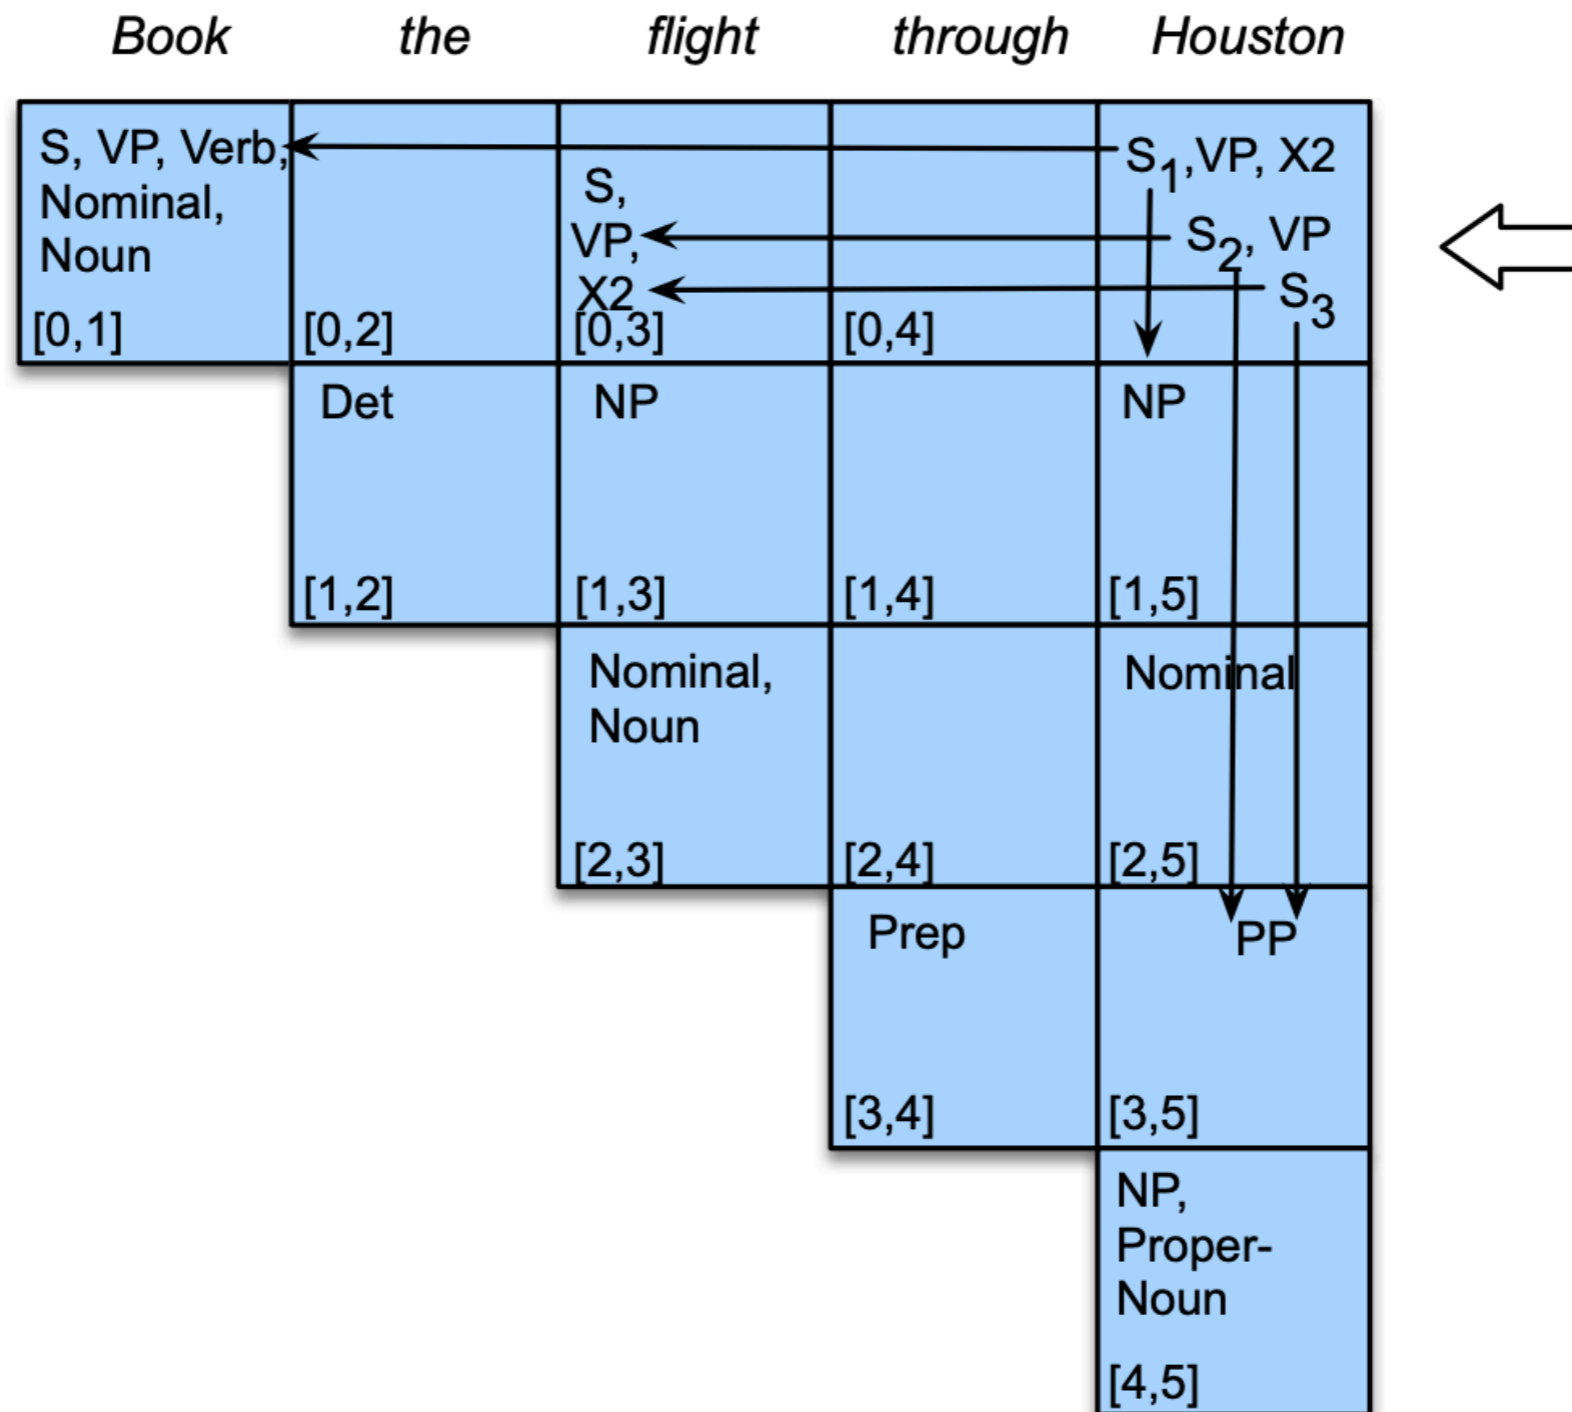 Book the flight through Houston
S, VP, Verb,
Nominal,
Noun
[0,1]
[0,2]
S,
VP,
X2
[0,3]
[0,4]
S1,VP, X2
S2, VP
S3
Det
[1,2]
NP
[1,3]
[1,4]
NP
[1,5]
Nominal,
Noun
[2,3]
[2,4]
Nominal
[2,5]
Prep
[3,4]
PP
[3,5]
NP,
Proper-
Noun
[4,5]